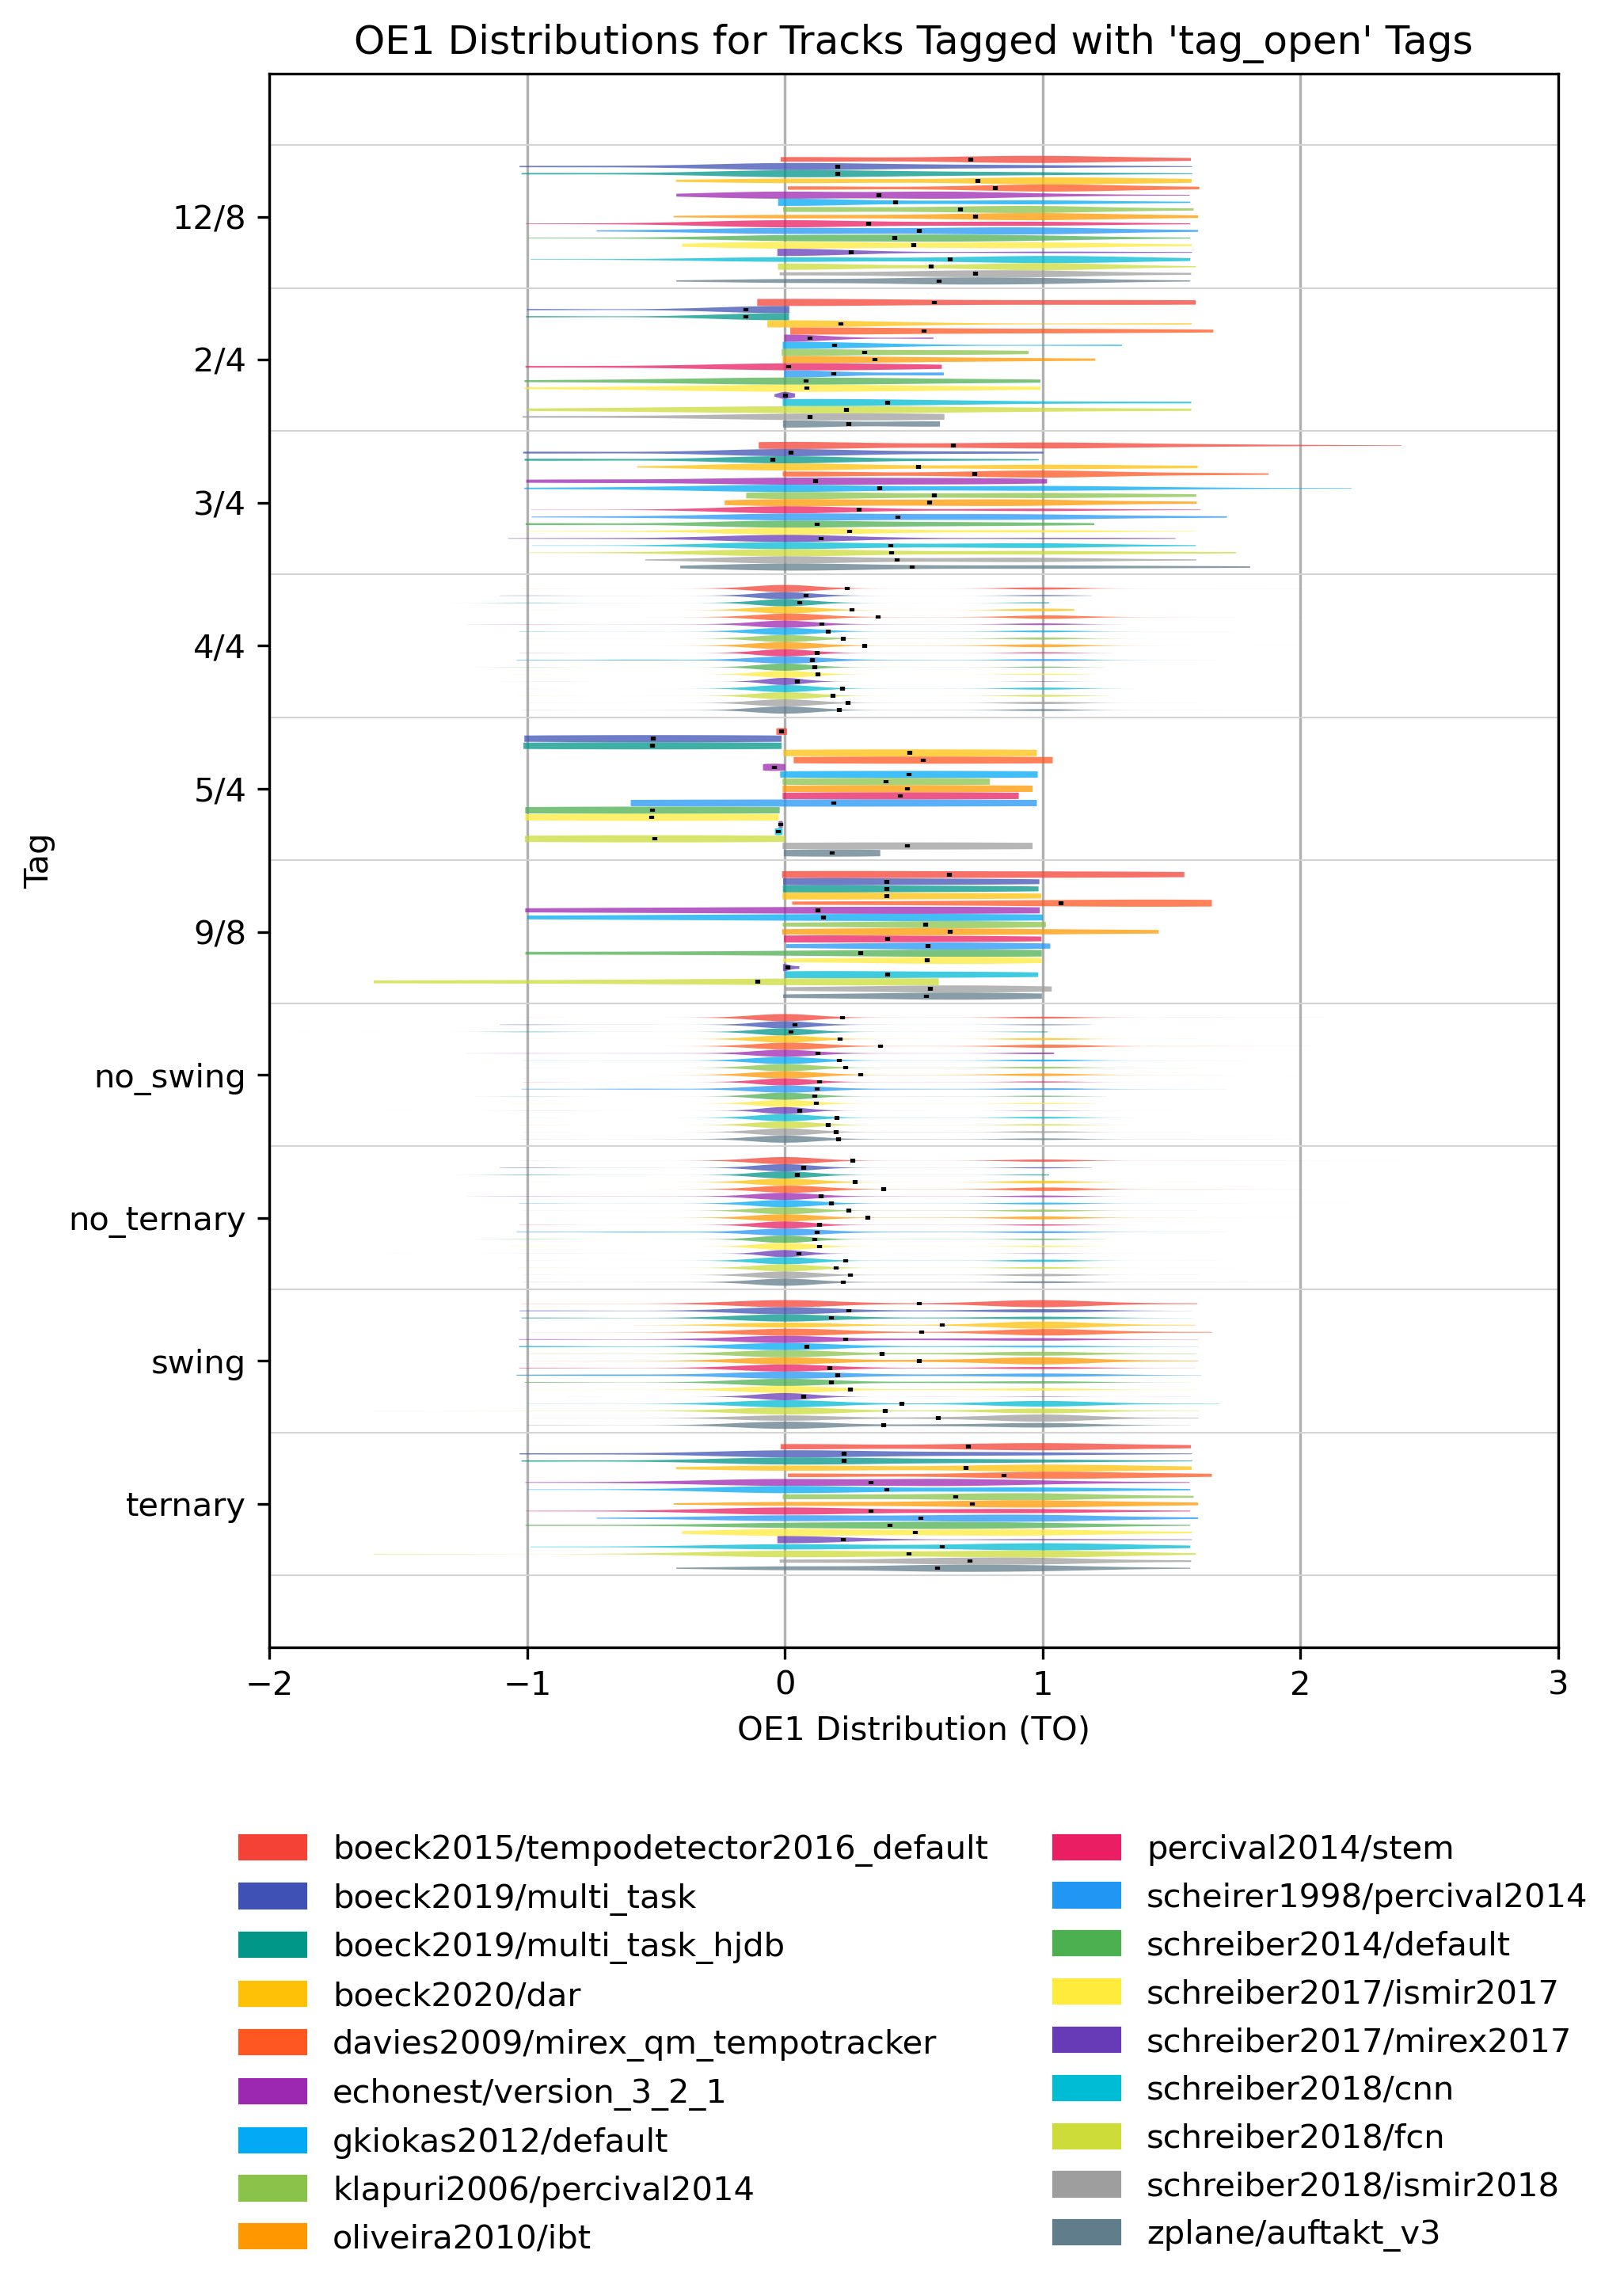 OE1 Distributions for Tracks Tagged with 'tag_open' Tags
12/8
2/4
3/4
4/4
5/4
9/8
no_swing
no_ternary
swing
ternary
Tag
−2 −1 0 1 2 3
OE1 Distribution (TO)
boeck2015/tempodetector2016_default
boeck2019/multi_task
boeck2019/multi_task_hjdb
boeck2020/dar
davies2009/mirex_qm_tempotracker
echonest/version_3_2_1
gkiokas2012/default
klapuri2006/percival2014
oliveira2010/ibt
percival2014/stem
scheirer1998/percival2014
schreiber2014/default
schreiber2017/ismir2017
schreiber2017/mirex2017
schreiber2018/cnn
schreiber2018/fcn
schreiber2018/ismir2018
zplane/auftakt_v3